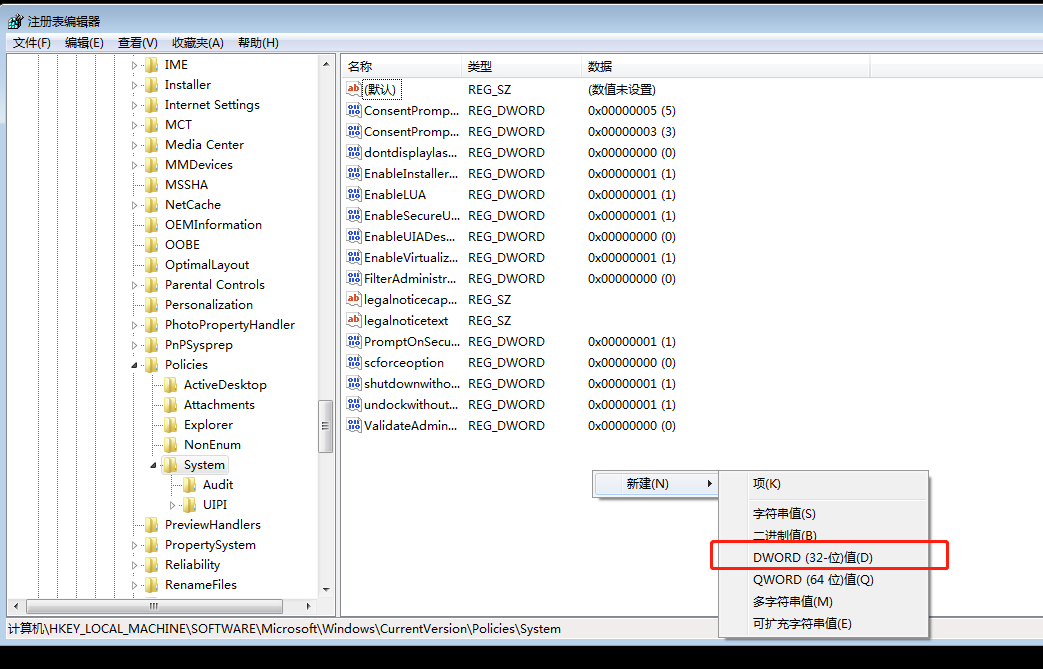 注册表编辑器
文件(F) 编辑(E) 查看(V) 收藏夹(A) 帮助(H)
IME
Installer
Internet Settings
MCT
Media Center
MMDevices
MSSHA
NetCache
OEMInformation
OOBE
OptimalLayout
Parental Controls
Personalization
PhotoPropertyHandler
PnPSysprep
Policies
ActiveDesktop
Attachments
Explorer
NonEnum
System
Audit
UIPI
PreviewHandlers
PropertySystem
Reliability
RenameFiles
名称 类型 数据
(默认) REG_SZ (数值未设置)
ConsentPromp... REG_DWORD 0x00000005 (5)
ConsentPromp... REG_DWORD 0x00000003 (3)
dontdisplaylas... REG_DWORD 0x00000000 (0)
EnableInstaller... REG_DWORD 0x00000001 (1)
EnableLUA REG_DWORD 0x00000001 (1)
EnableSecureU... REG_DWORD 0x00000001 (1)
EnableUIADes... REG_DWORD 0x00000000 (0)
EnableVirtualiz... REG_DWORD 0x00000001 (1)
FilterAdministr... REG_DWORD 0x00000000 (0)
legalnoticecap... REG_SZ
legalnoticetext REG_SZ
PromptOnSecu... REG_DWORD 0x00000001 (1)
scforceoption REG_DWORD 0x00000000 (0)
shutdownwitho... REG_DWORD 0x00000001 (1)
undockwithout... REG_DWORD 0x00000001 (1)
ValidateAdmin... REG_DWORD 0x00000000 (0)
新建(N)
项(K)
字符串值(S)
二进制值(B)
DWORD (32-位)值(D)
QWORD (64 位)值(Q)
多字符串值(M)
可扩充字符串值(E)
计算机\HKEY_LOCAL_MACHINE\SOFTWARE\Microsoft\Windows\CurrentVersion\Policies\System